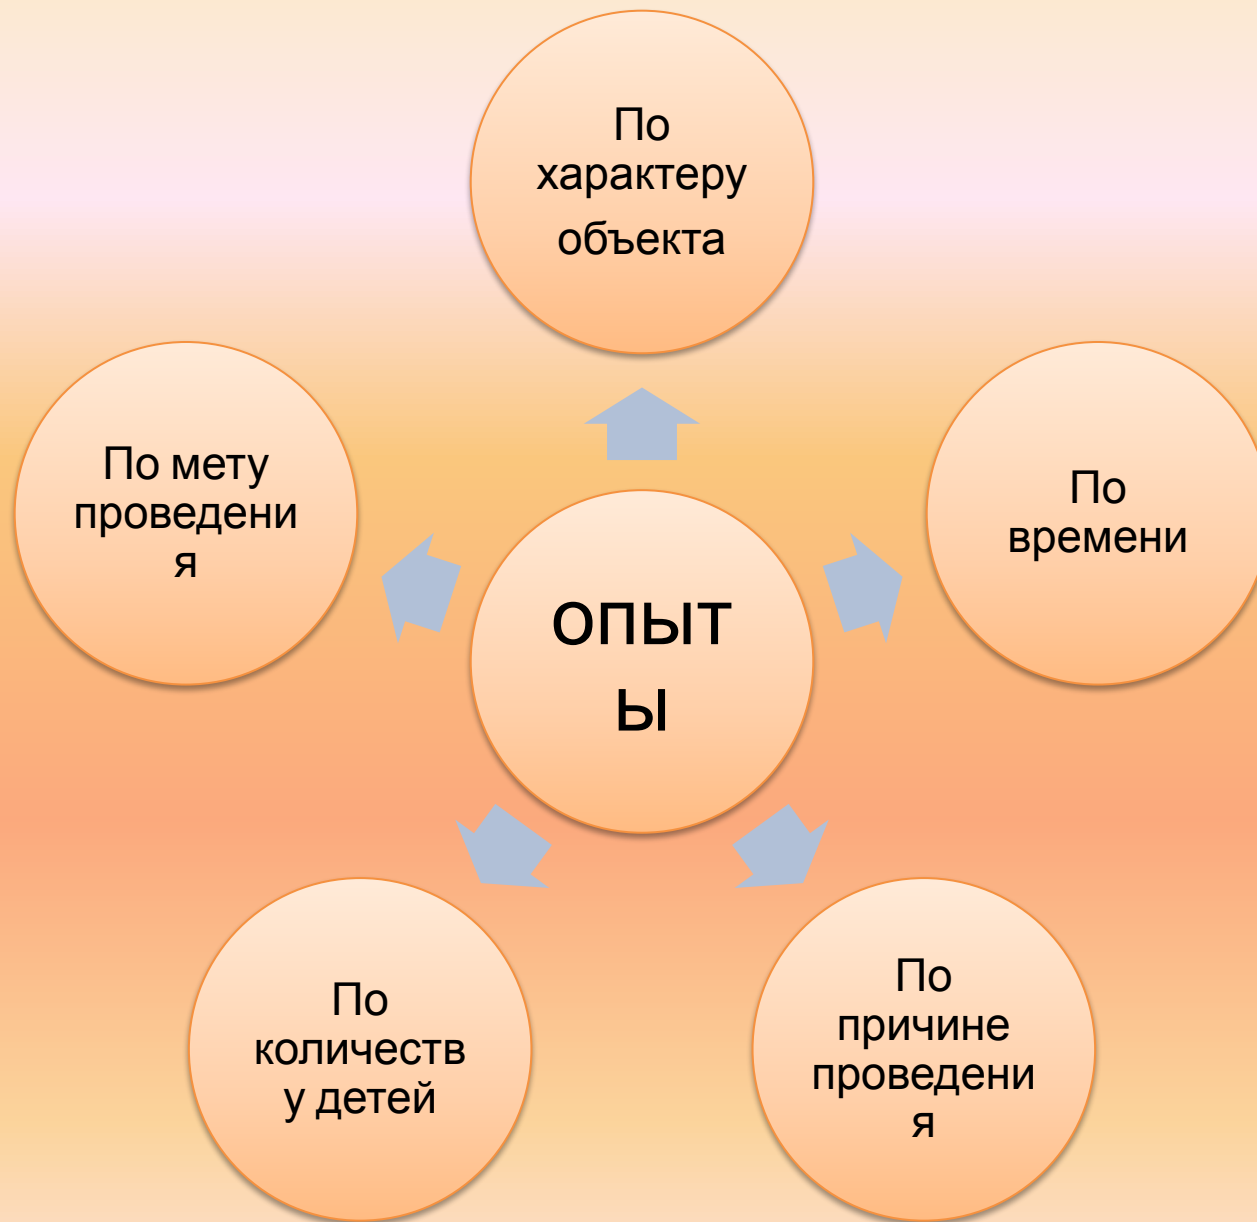 По
характеру
объекта
По мету
проведени
я
По
времени
опыт
ы
По
количеств
у детей
По
причине
проведени
я